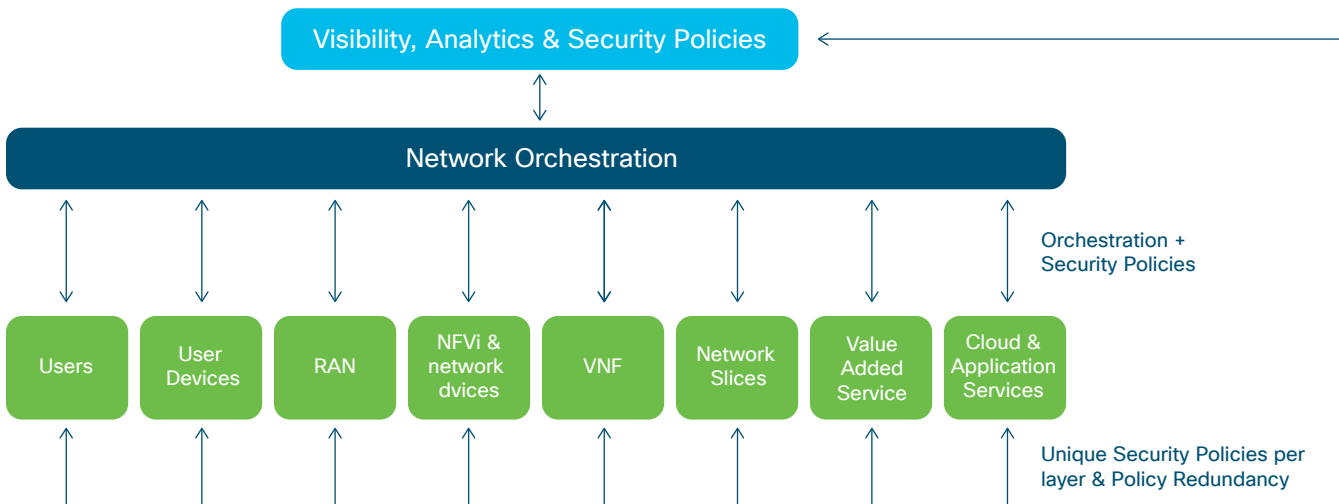 Visibility, Analytics & Security Policies
Network Orchestration
Orchestration +
Security Policies
Users
User
Devices
RAN
NFVi &
network
dvices
VNF
Network
Slices
Value
Added
Service
Cloud &
Application
Services
Unique Security Policies per
layer & Policy Redundancy